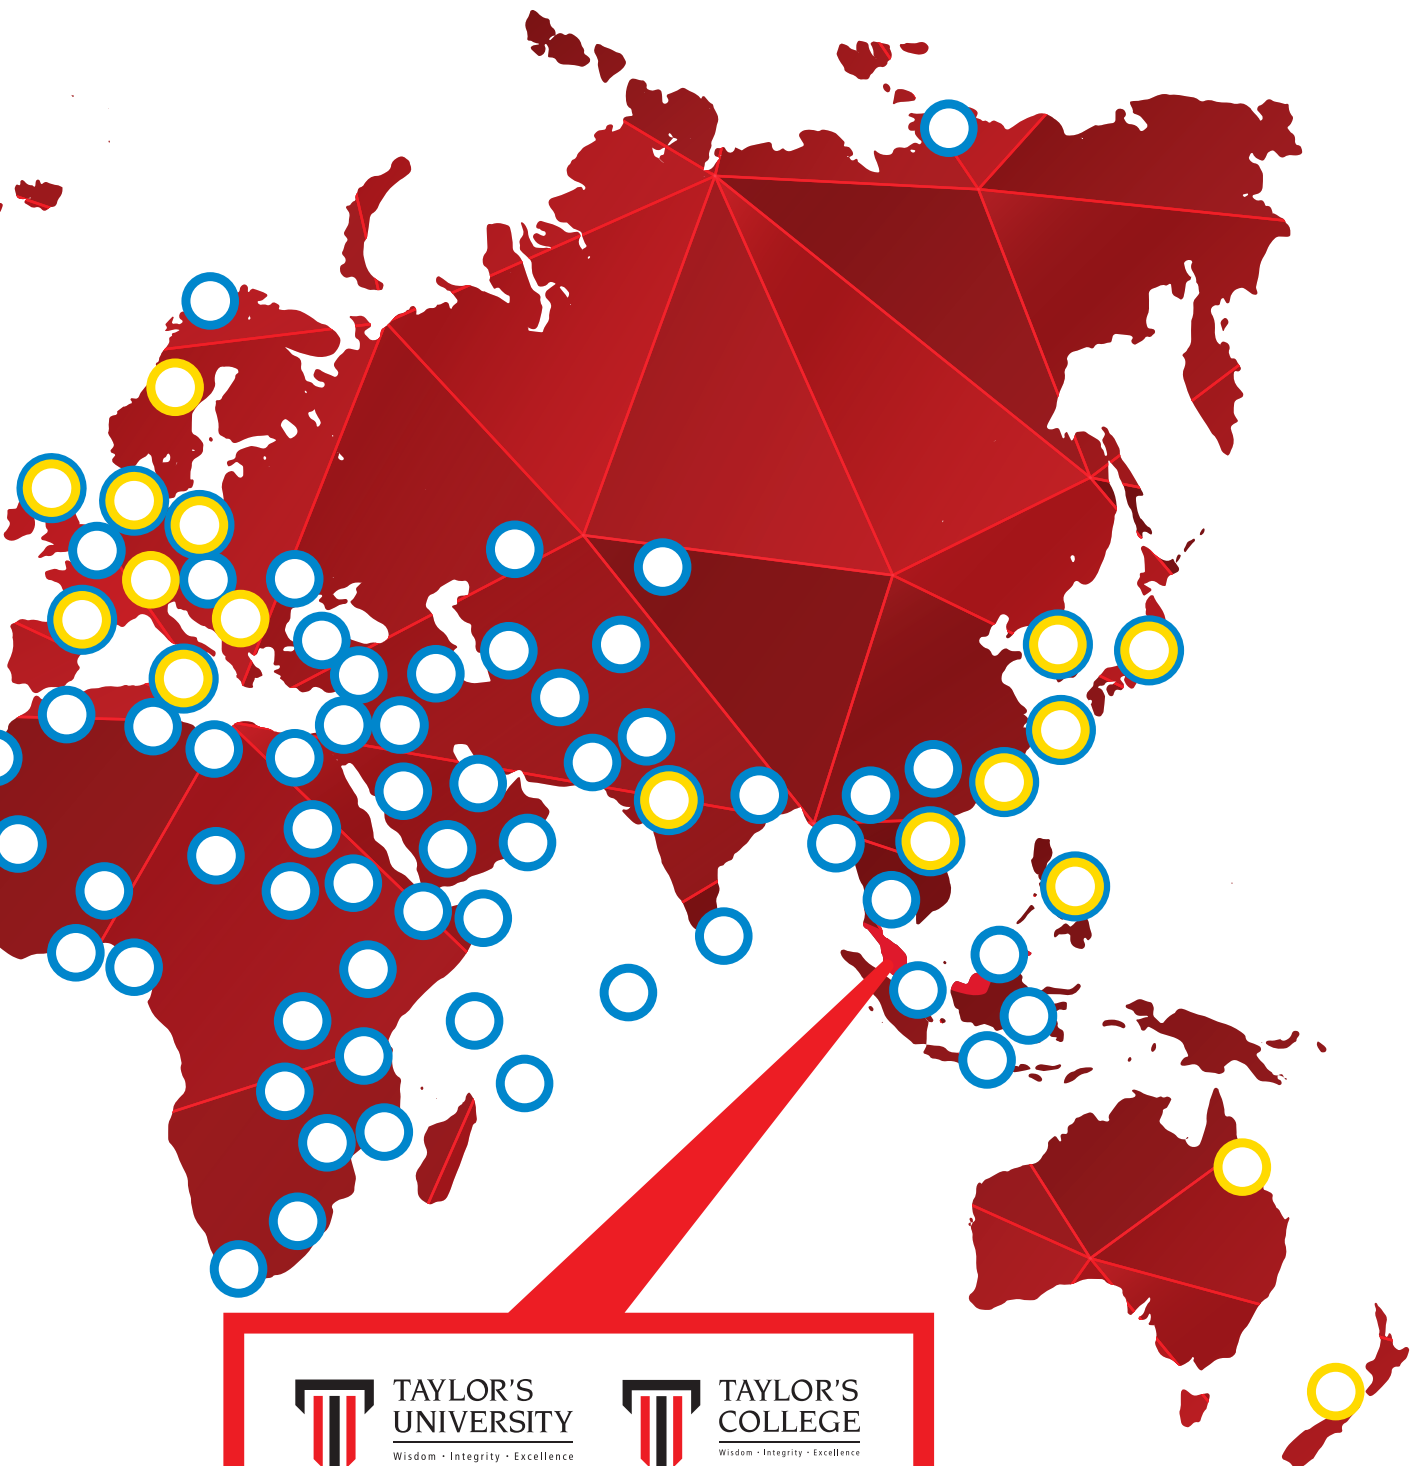 TAYLOR'S
UNIVERSITY
Wisdom · Integrity · Excellence
TAYLOR'S
COLLEGE
Wisdom · Integrity · Excellence